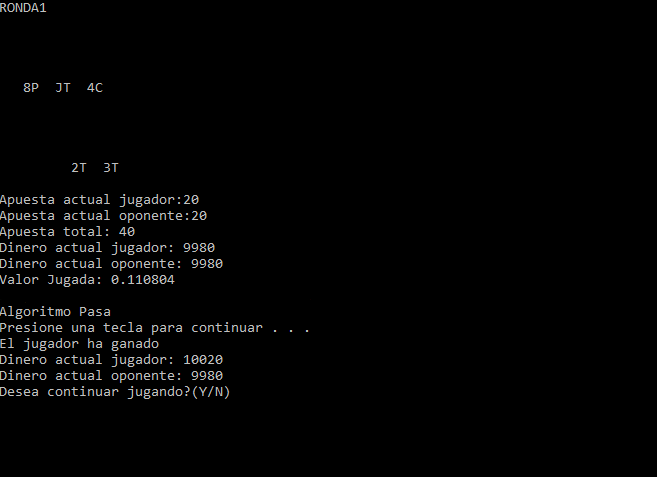 RONDA1
8P JT 4C
2T 3T
Apuesta actual jugador:20
Apuesta actual oponente:20
Apuesta total: 40
Dinero actual jugador: 9980
Dinero actual oponente: 9980
Valor Jugada: 0.110804
Algoritmo Pasa
Presione una tecla para continuar . . .
El jugador ha ganado
Dinero actual jugador: 10020
Dinero actual oponente: 9980
Desea continuar jugando?(Y/N)